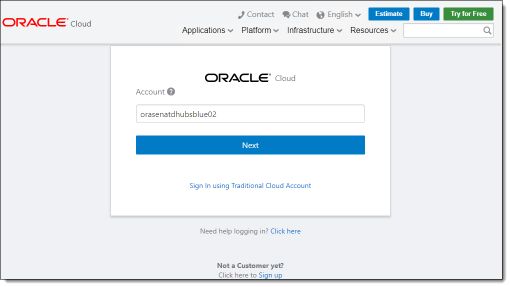 ORACLE Cloud
Contact Chat English Estimate Buy Try for Free
Applications Platform Infrastructure Resources
ORACLE Cloud
Account ?
orasenatdhubsblue02
Next
Sign In using Traditional Cloud Account
Need help logging in? Click here
Not a Customer yet?
Click here to Sign up